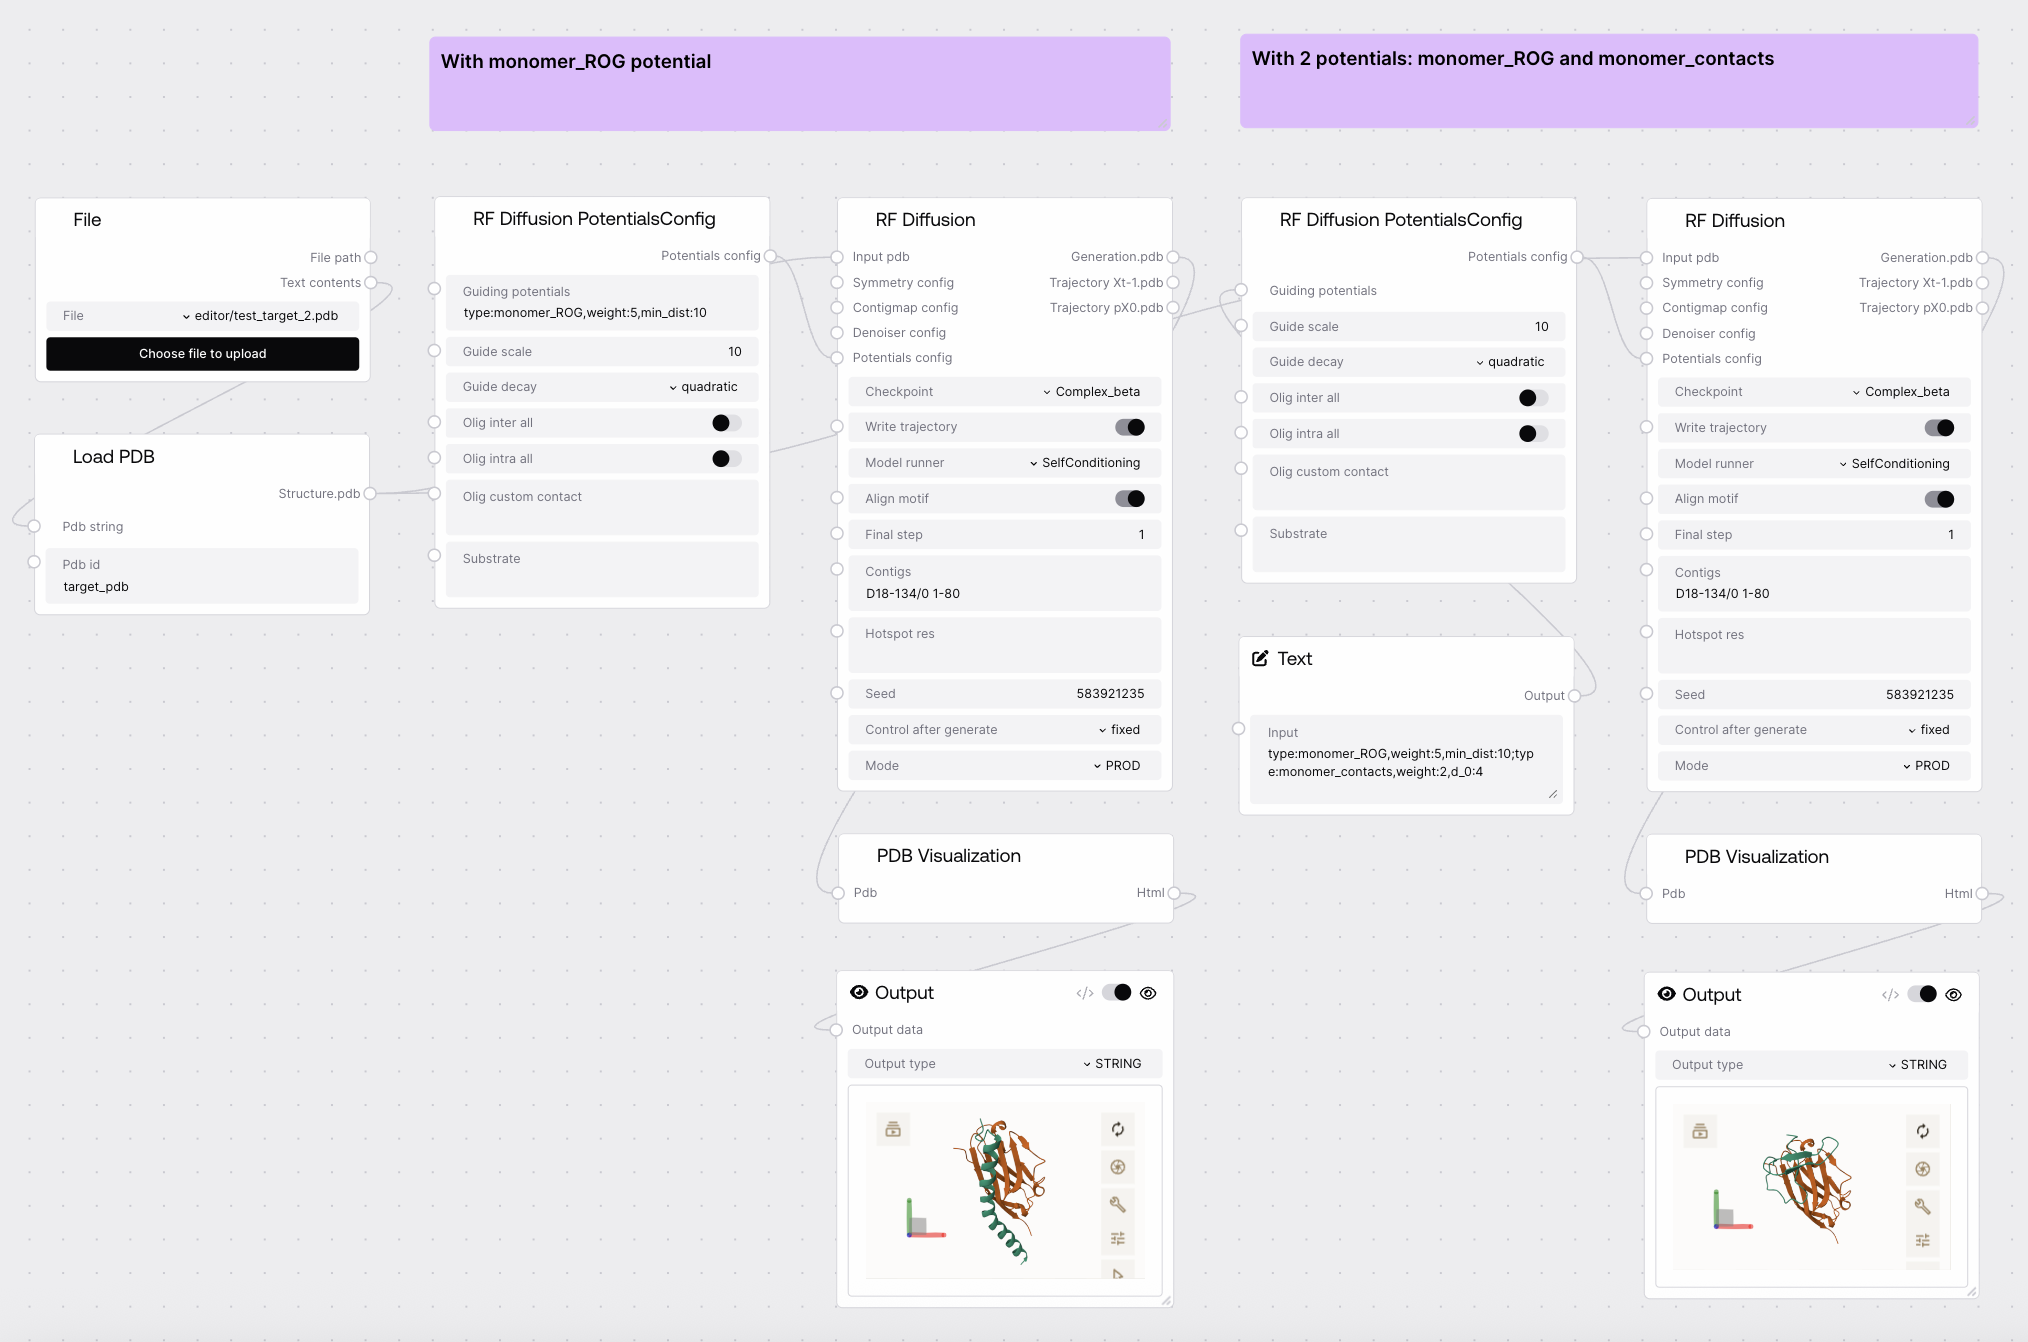 With monomer_ROG potential
With 2 potentials: monomer_ROG and monomer_contacts
File
File path
Text contents
File
editor/test_target_2.pdb
Choose file to upload
Load PDB
Structure.pdb
Pdb string
Pdb id
target_pdb
RF Diffusion PotentialsConfig
Potentials config
Guiding potentials
type:monomer_ROG,weight:5,min_dist:10
Guide scale 10
Guide decay quadratic
Olig inter all
Olig intra all
Olig custom contact
Substrate
RF Diffusion
Input pdb Generation.pdb
Symmetry config Trajectory Xt-1.pdb
Contigmap config Trajectory pX0.pdb
Denoiser config
Potentials config
Checkpoint Complex_beta
Write trajectory
Model runner SelfConditioning
Align motif
Final step 1
Contigs
D18-134/0 1-80
Hotspot res
Seed 583921235
Control after generate fixed
Mode PROD
PDB Visualization
Pdb Html
Output </>
Output data
Output type STRING
RF Diffusion PotentialsConfig
Potentials config
Guiding potentials
Guide scale 10
Guide decay quadratic
Olig inter all
Olig intra all
Olig custom contact
Substrate
Text
Output
Input
type:monomer_ROG,weight:5,min_dist:10;typ
e:monomer_contacts,weight:2,d_0:4
RF Diffusion
Input pdb Generation.pdb
Symmetry config Trajectory Xt-1.pdb
Contigmap config Trajectory pX0.pdb
Denoiser config
Potentials config
Checkpoint Complex_beta
Write trajectory
Model runner SelfConditioning
Align motif
Final step 1
Contigs
D18-134/0 1-80
Hotspot res
Seed 583921235
Control after generate fixed
Mode PROD
PDB Visualization
Pdb Html
Output </>
Output data
Output type STRING